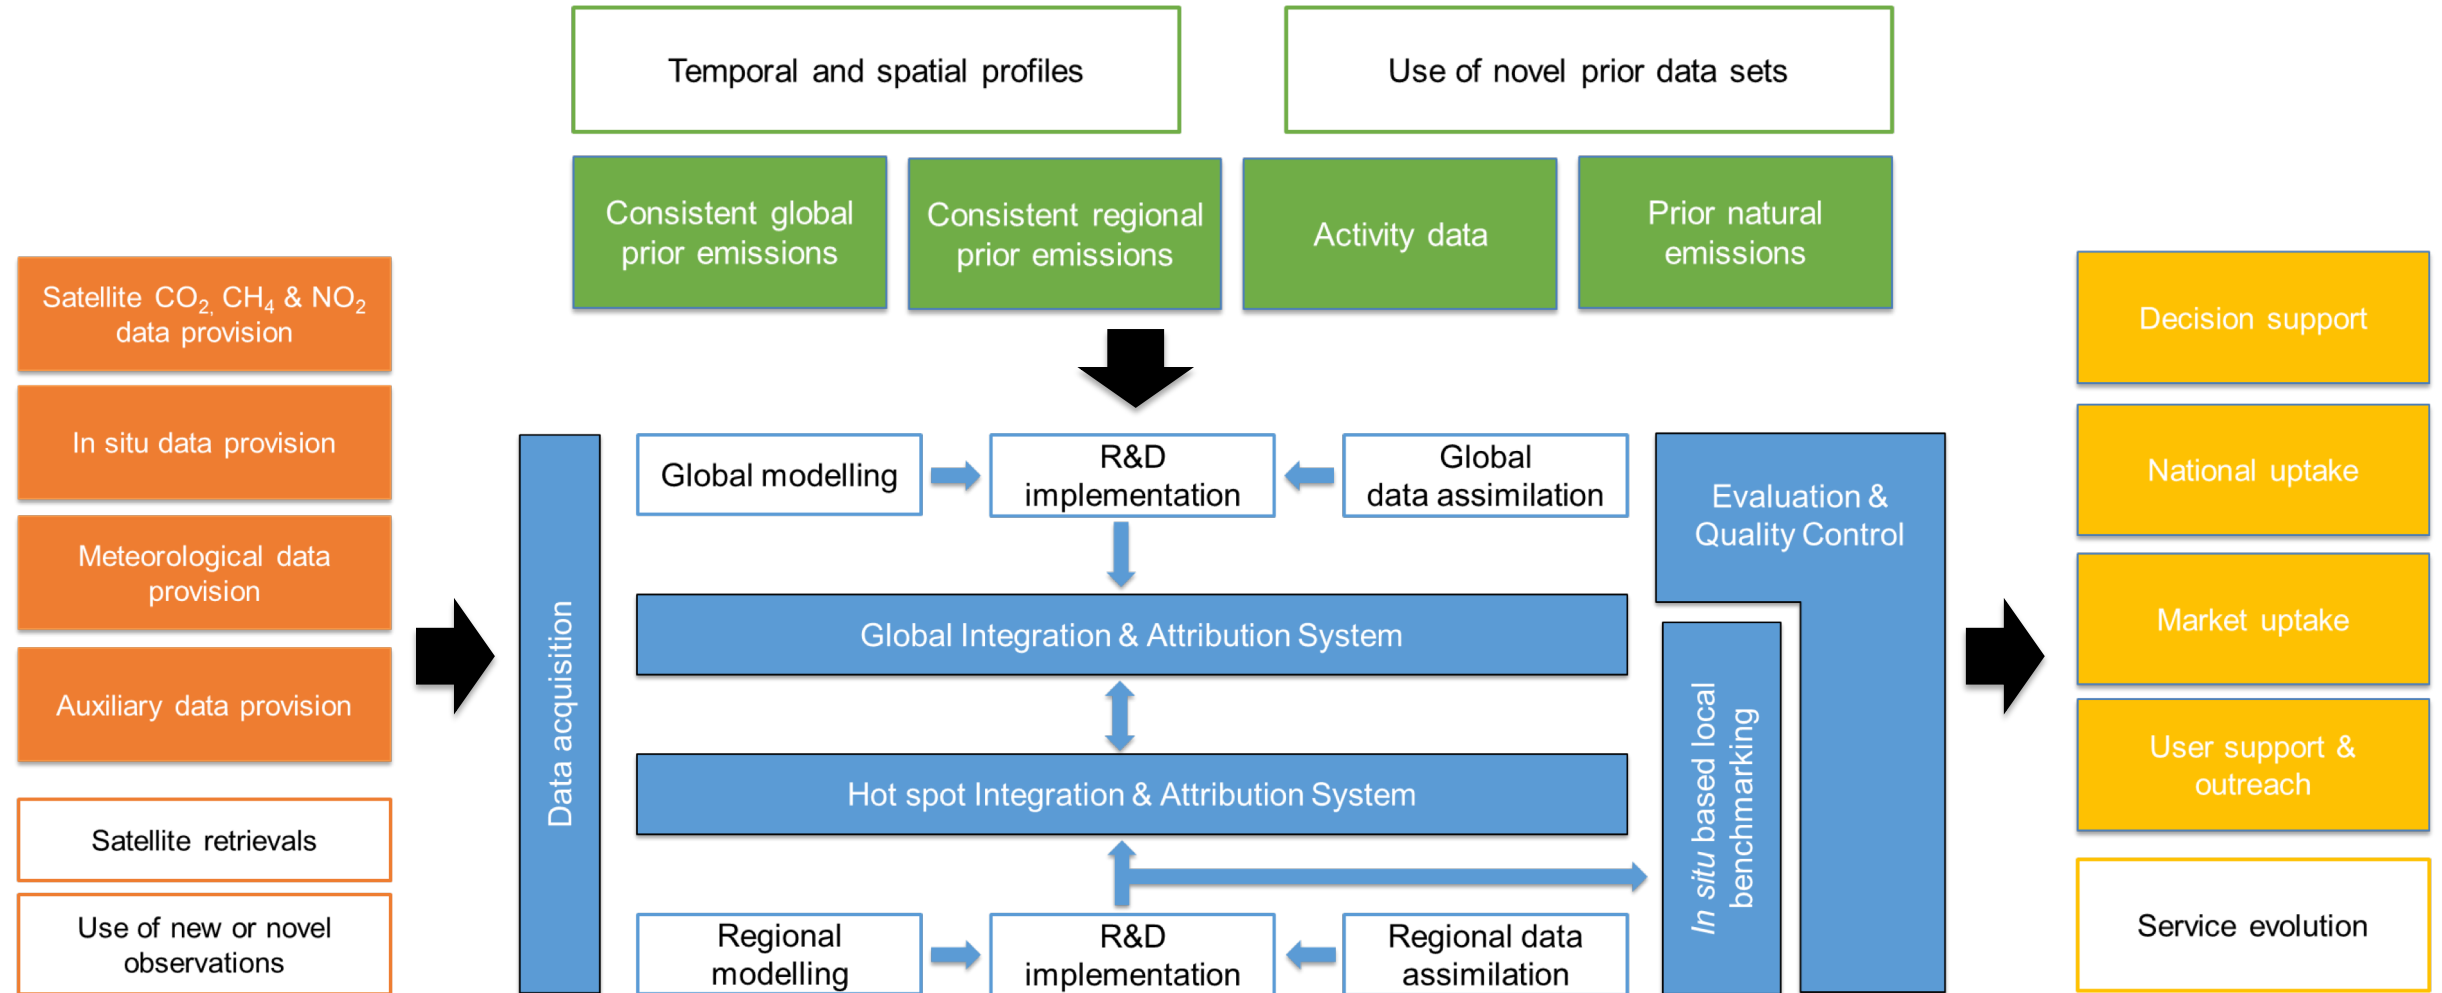 Temporal and spatial profiles
Use of novel prior data sets
Consistent global
prior emissions
Consistent regional
prior emissions
Activity data
Prior natural
emissions
Satellite CO₂, CH₄ & NO₂
data provision
In situ data provision
Meteorological data
provision
Auxiliary data provision
Satellite retrievals
Use of new or novel
observations
Data acquisition
Global modelling
R&D
implementation
Global
data assimilation
Global Integration & Attribution System
Hot spot Integration & Attribution System
Regional
modelling
R&D
implementation
Regional data
assimilation
Evaluation &
Quality Control
In situ based local
benchmarking
Decision support
National uptake
Market uptake
User support &
outreach
Service evolution